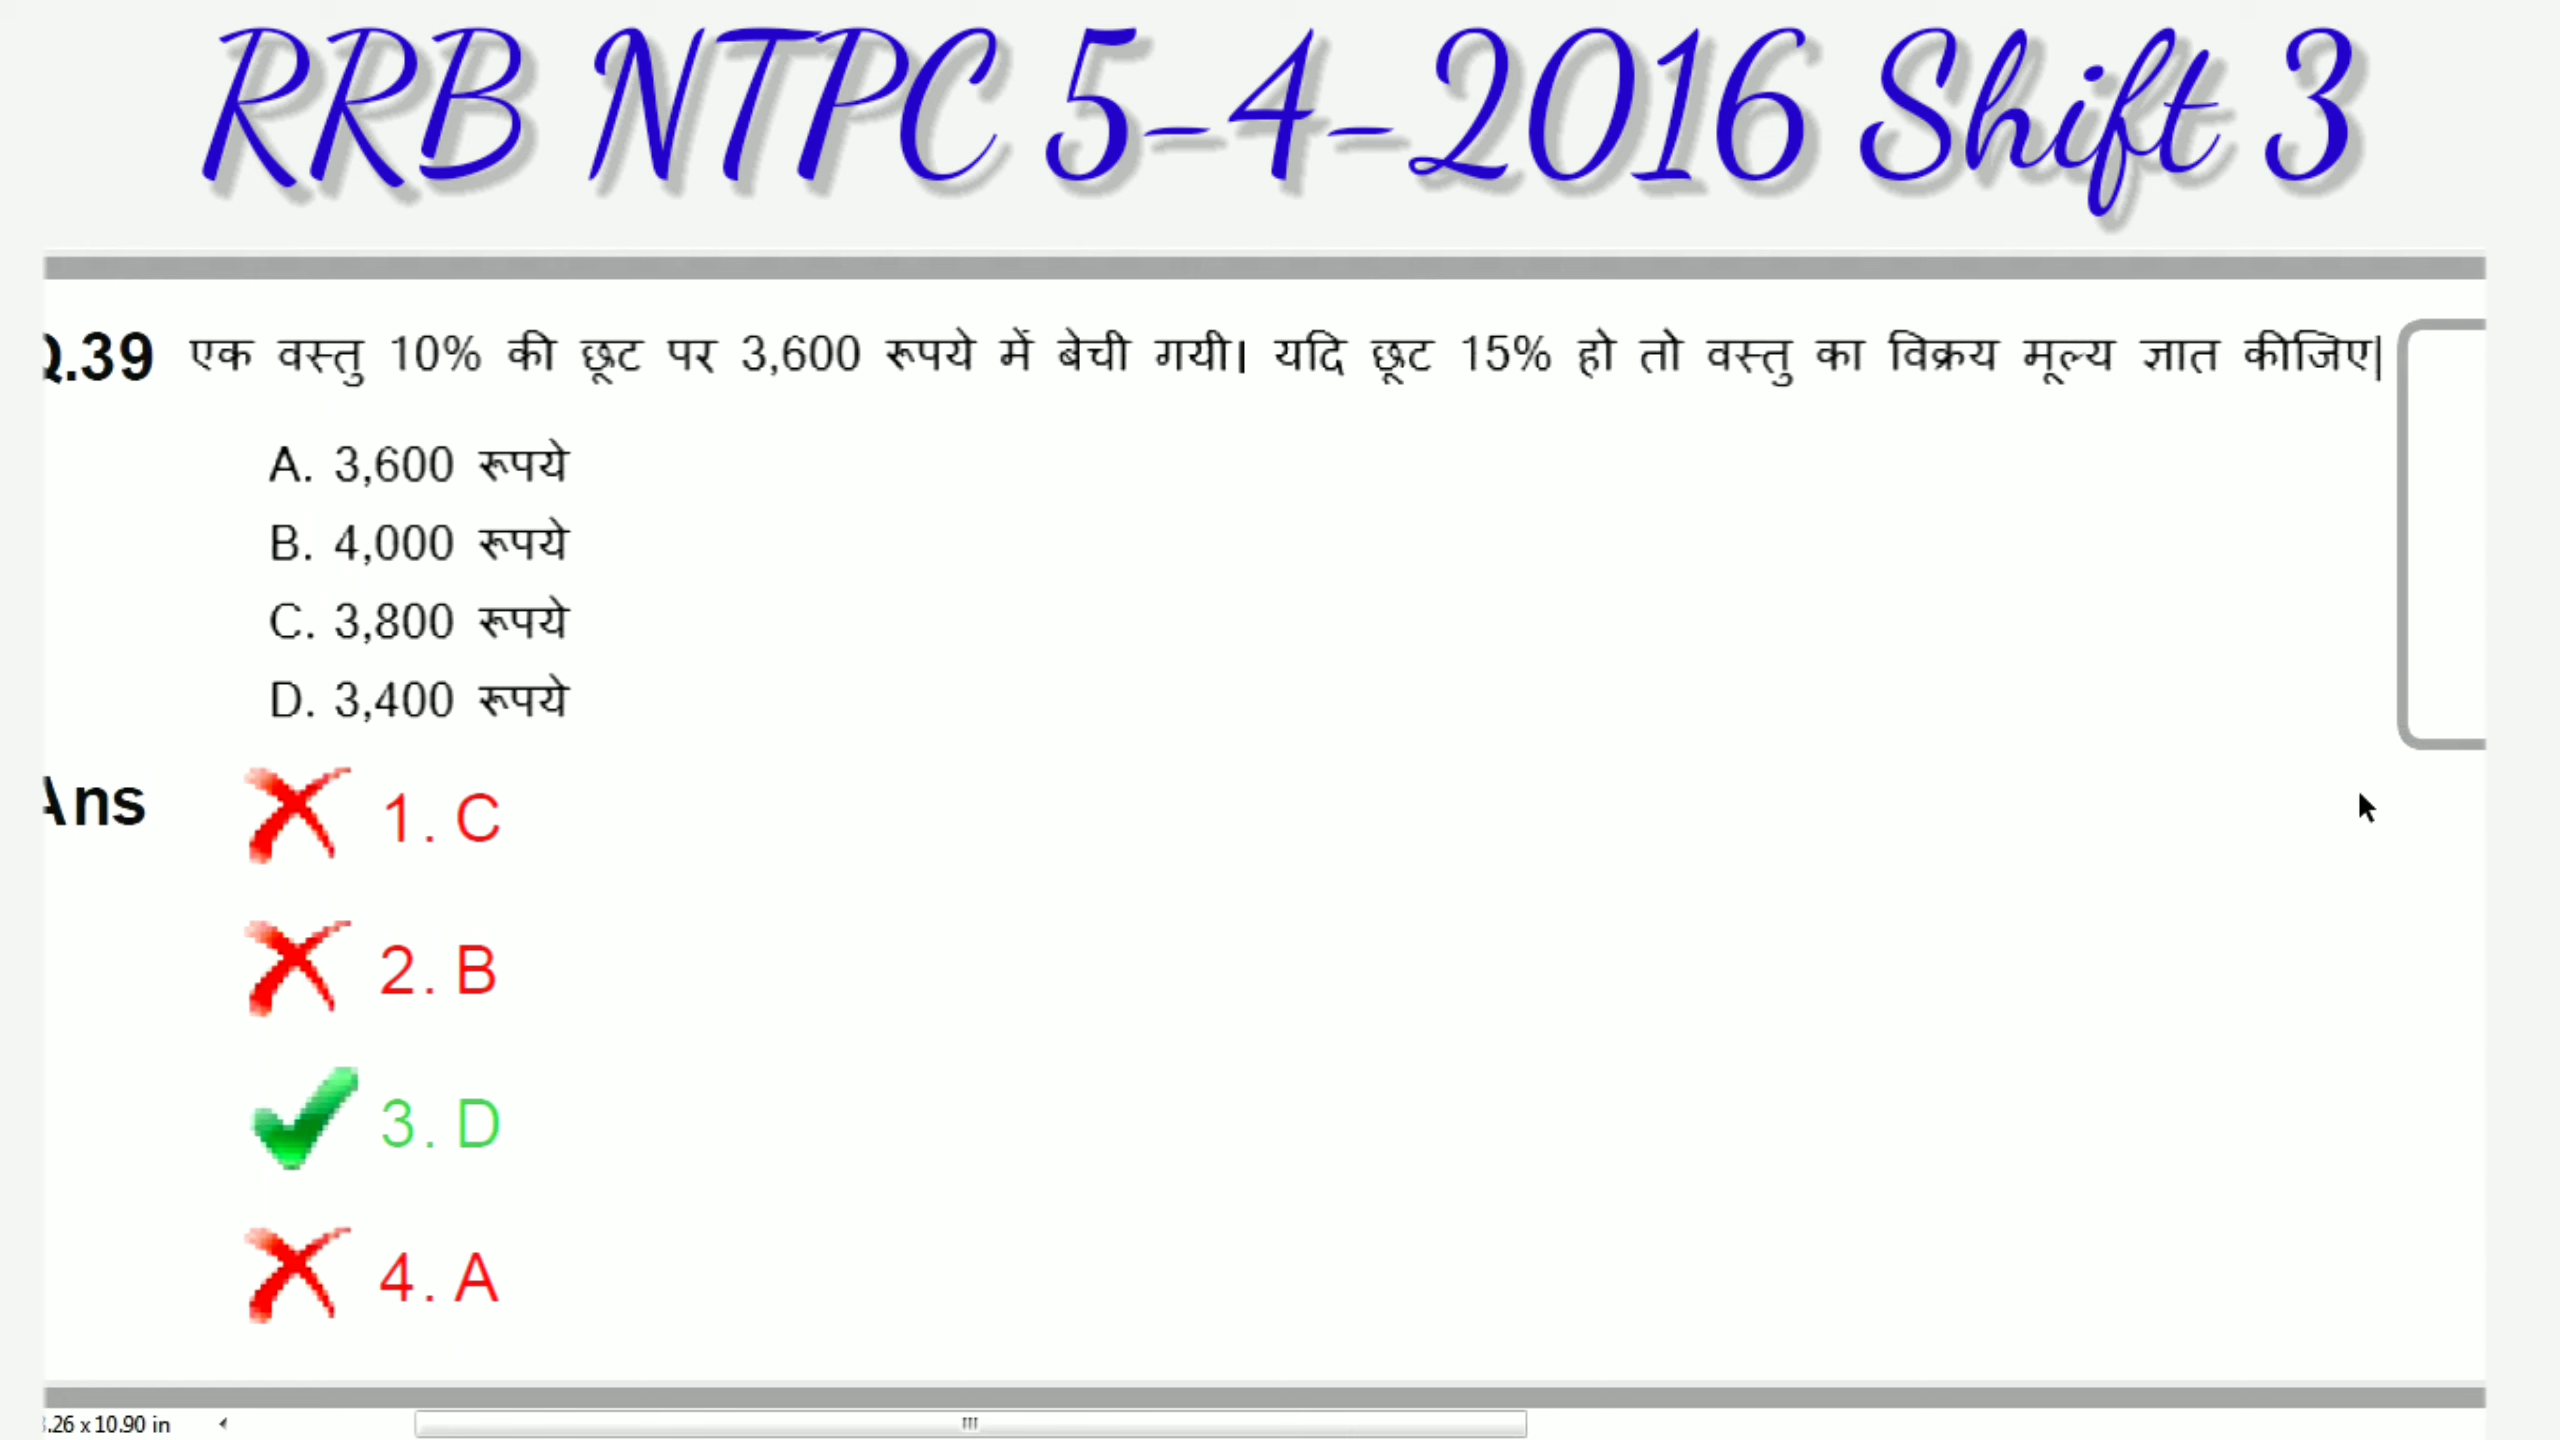 RRB NTPC 5-4-2016 Shift 3
Q.39 एक वस्तु 10% की छूट पर 3,600 रूपये में बेची गयी। यदि छूट 15% हो तो वस्तु का विक्रय मूल्य ज्ञात कीजिए|
A. 3,600 रूपये
B. 4,000 रूपये
C. 3,800 रूपये
D. 3,400 रूपये
Ans
1. C
2. B
3. D
4. A
.26 x 10.90 in